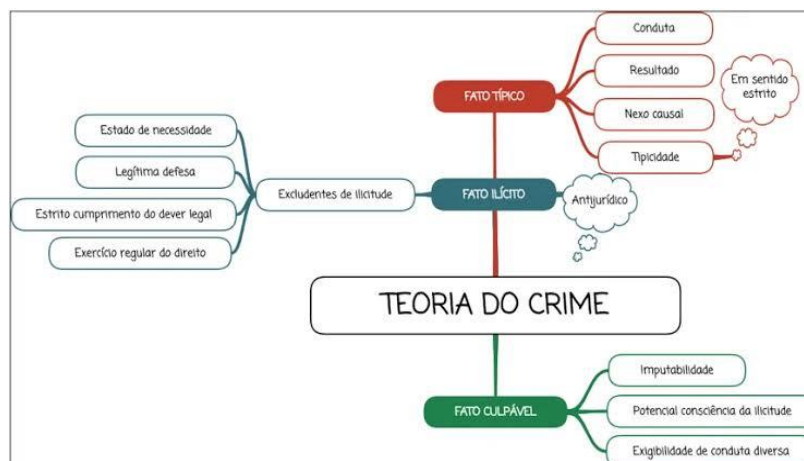 Conduta
Resultado
Em sentido
estrito
FATO TÍPICO
Nexo causal
Tipicidade
Estado de necessidade
Legítima defesa
Excludentes de ilicitude
FATO ILÍCITO
Antijurídico
Estrito cumprimento do dever legal
Exercício regular do direito
TEORIA DO CRIME
Imputabilidade
FATO CULPÁVEL
Potencial consciência da ilicitude
Exigibilidade de conduta diversa